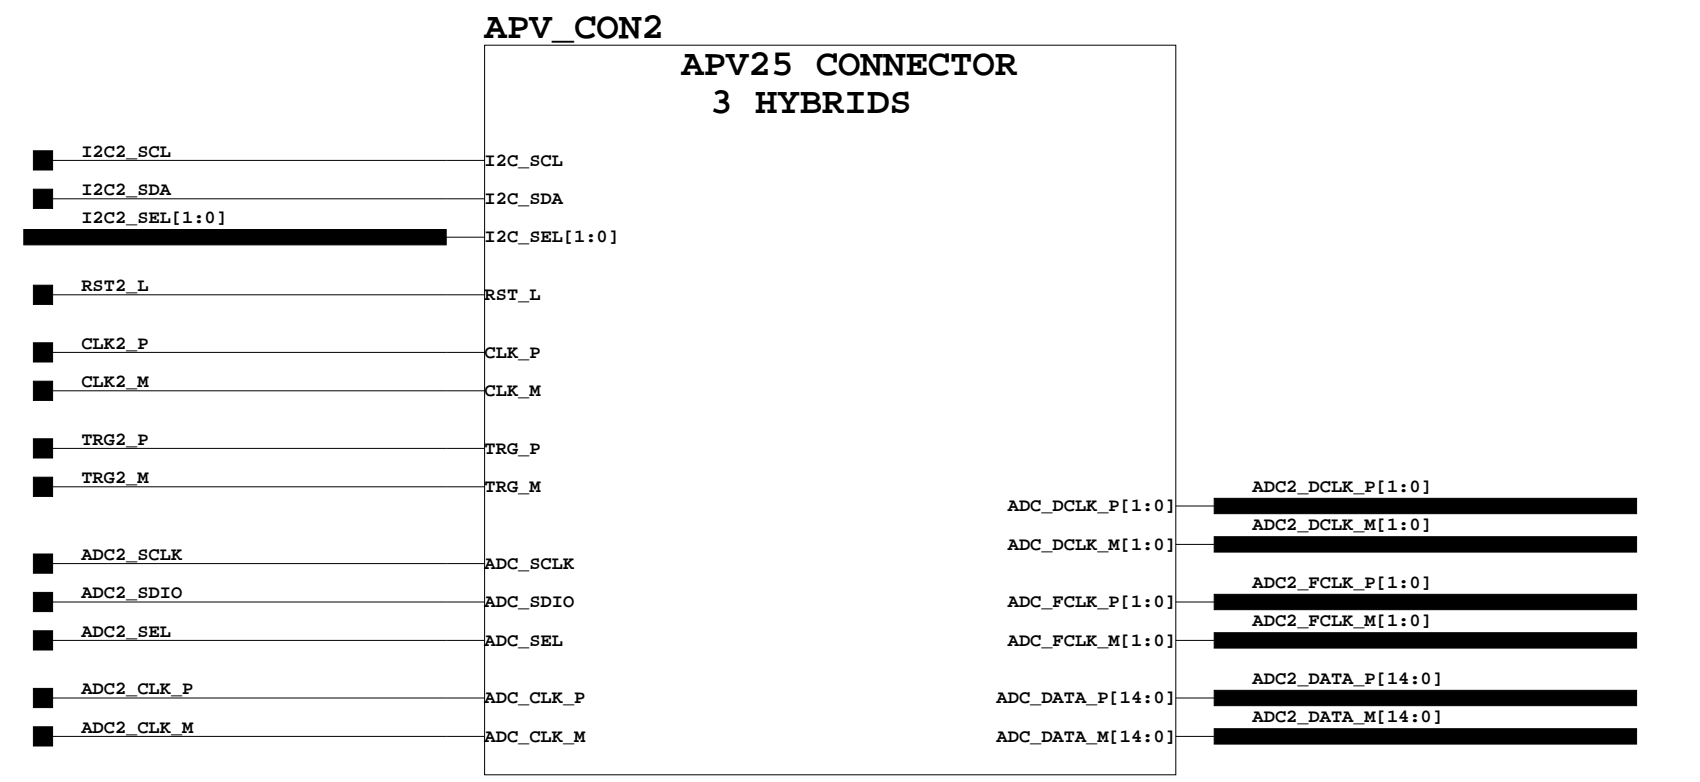 APV_CON2
APV25 CONNECTOR
3 HYBRIDS
I2C2_SCL
I2C_SCL
I2C2_SDA
I2C_SDA
I2C2_SEL[1:0]
I2C_SEL[1:0]
RST2_L
RST_L
CLK2_P
CLK_P
CLK2_M
CLK_M
TRG2_P
TRG_P
TRG2_M
TRG_M
ADC2_SCLK
ADC_SCLK
ADC2_SDIO
ADC_SDIO
ADC2_SEL
ADC_SEL
ADC2_CLK_P
ADC_CLK_P
ADC2_CLK_M
ADC_CLK_M
ADC2_DCLK_P[1:0]
ADC_DCLK_P[1:0]
ADC2_DCLK_M[1:0]
ADC_DCLK_M[1:0]
ADC2_FCLK_P[1:0]
ADC_FCLK_P[1:0]
ADC2_FCLK_M[1:0]
ADC_FCLK_M[1:0]
ADC2_DATA_P[14:0]
ADC_DATA_P[14:0]
ADC2_DATA_M[14:0]
ADC_DATA_M[14:0]